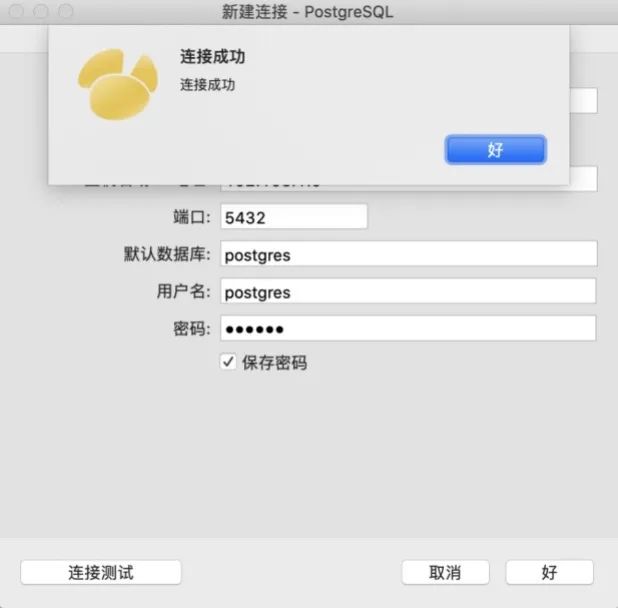 新建连接 - PostgreSQL
连接成功
连接成功
好
端口: 5432
默认数据库: postgres
用户名: postgres
密码: ••••••
保存密码
连接测试
取消
好